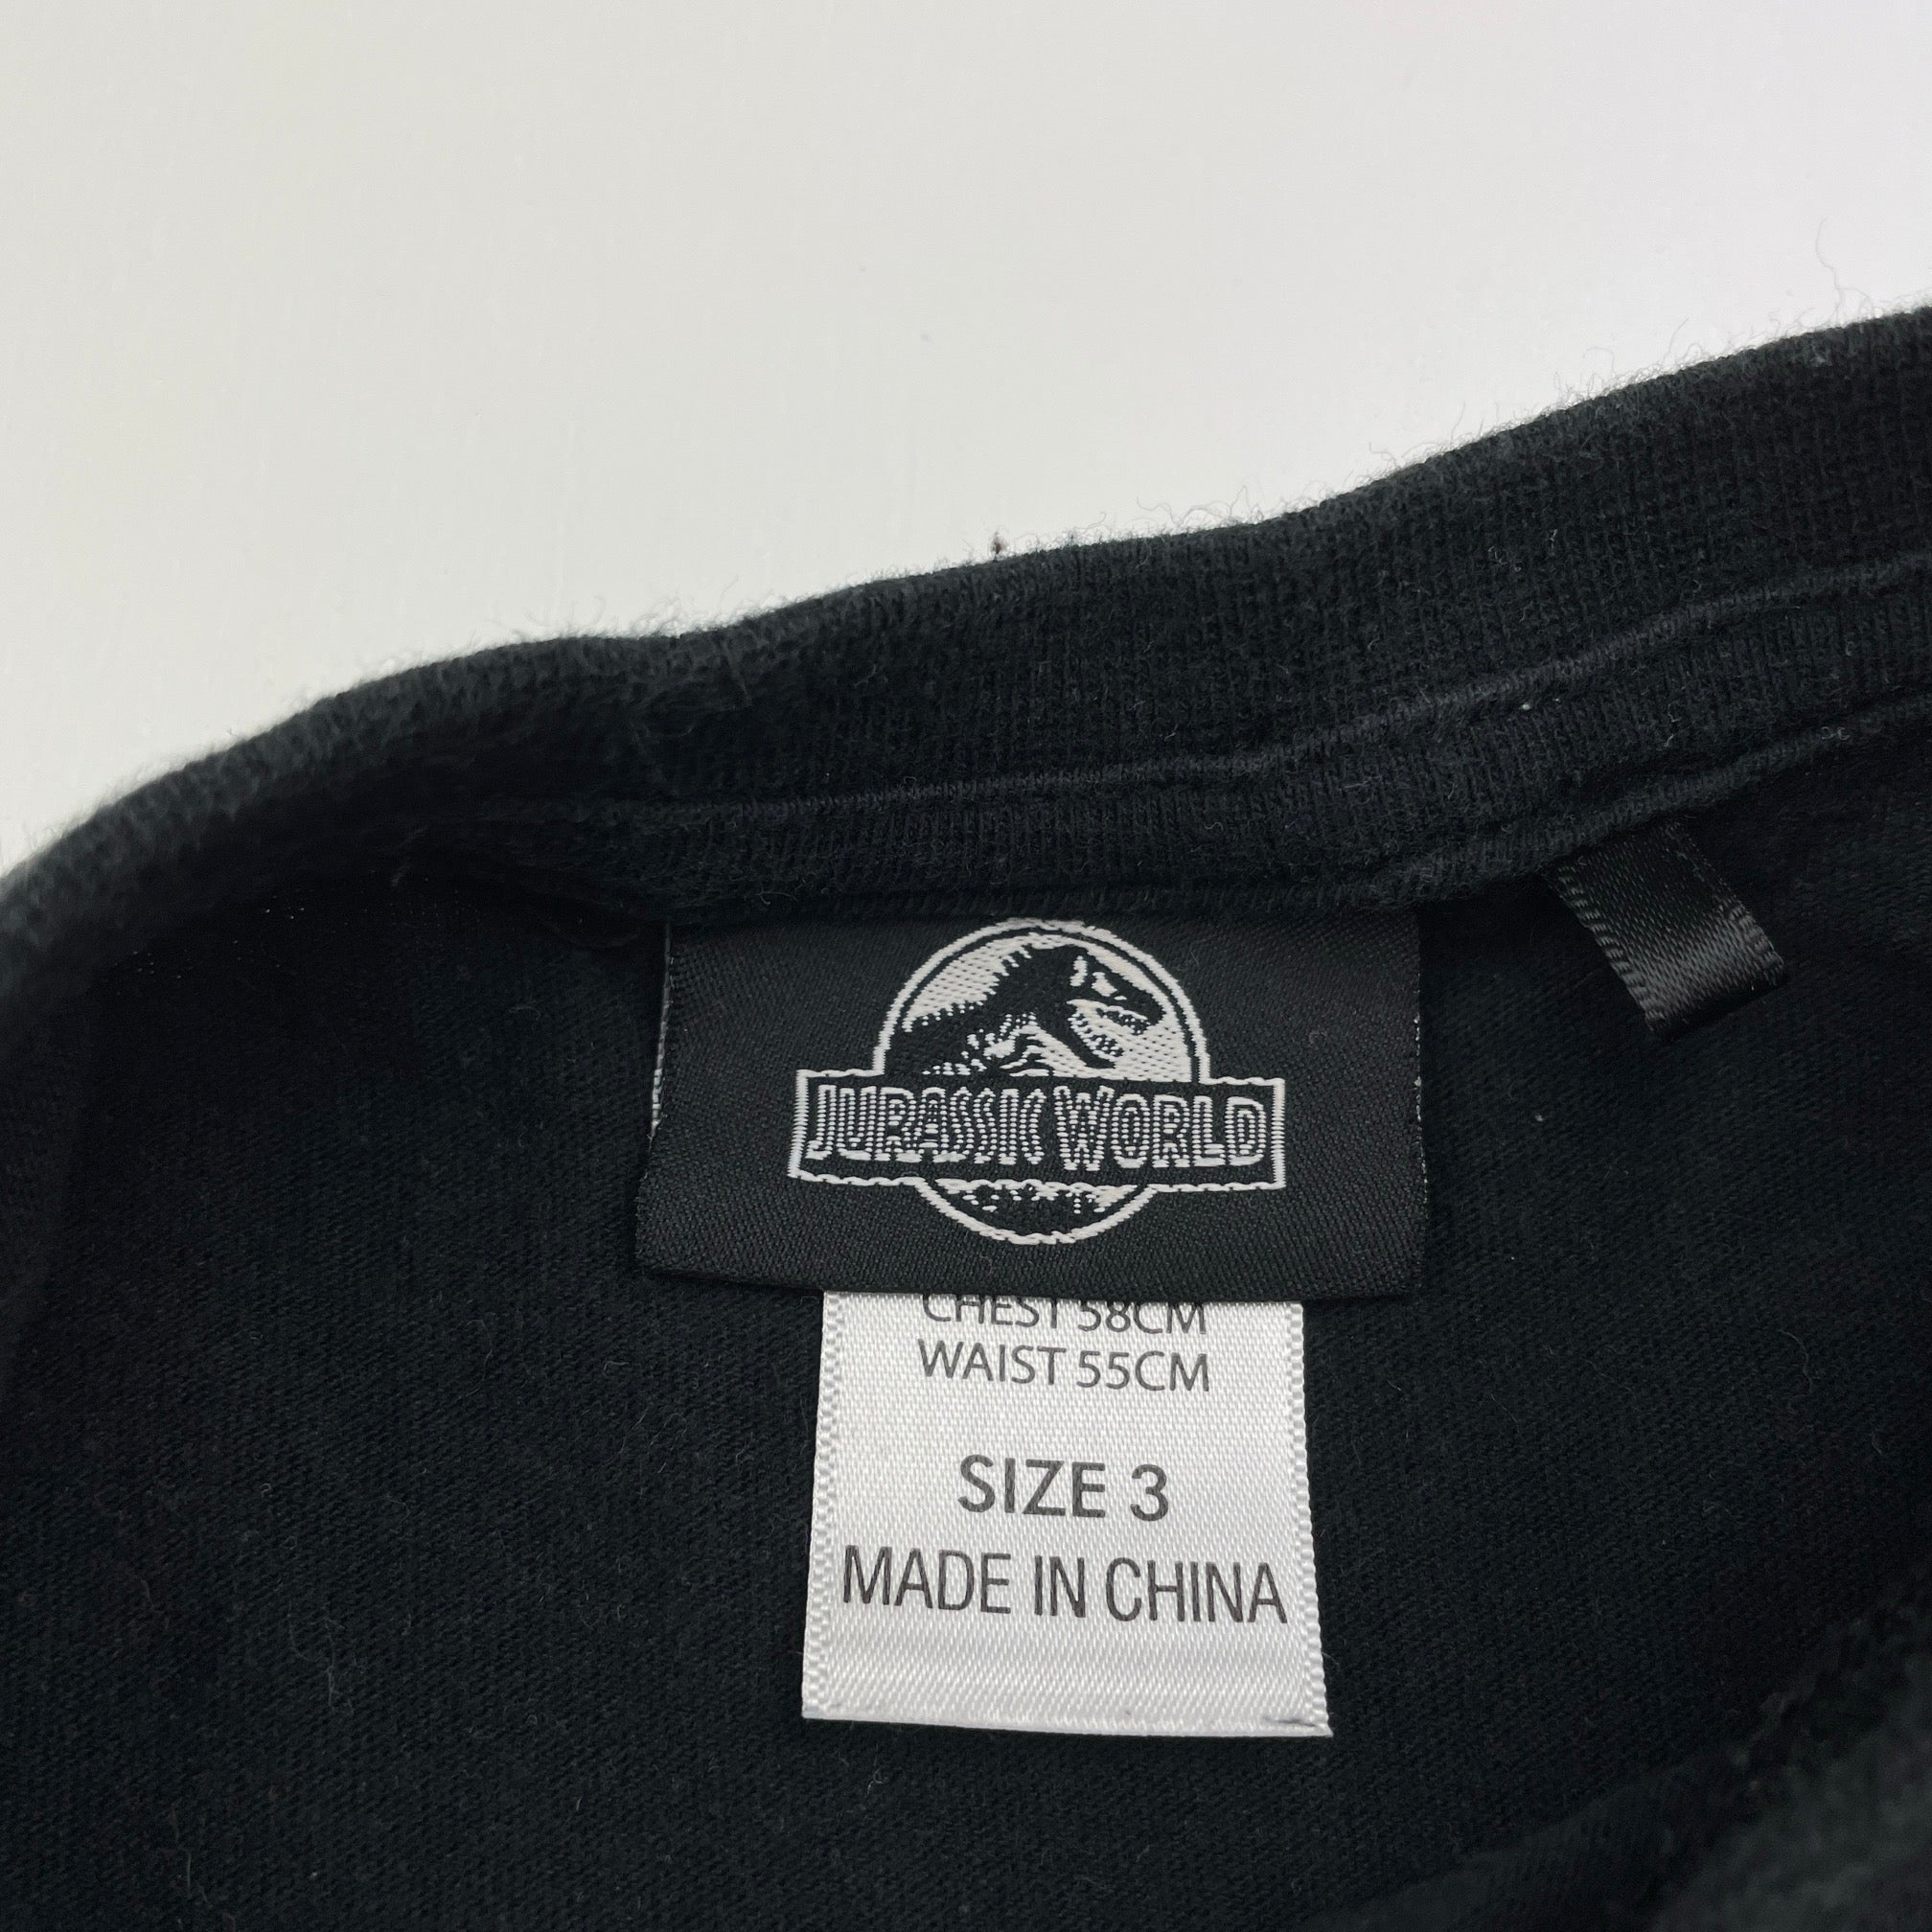 JURASSIC WORLD
CHEST 58CM
WAIST 55CM
SIZE 3
MADE IN CHINA